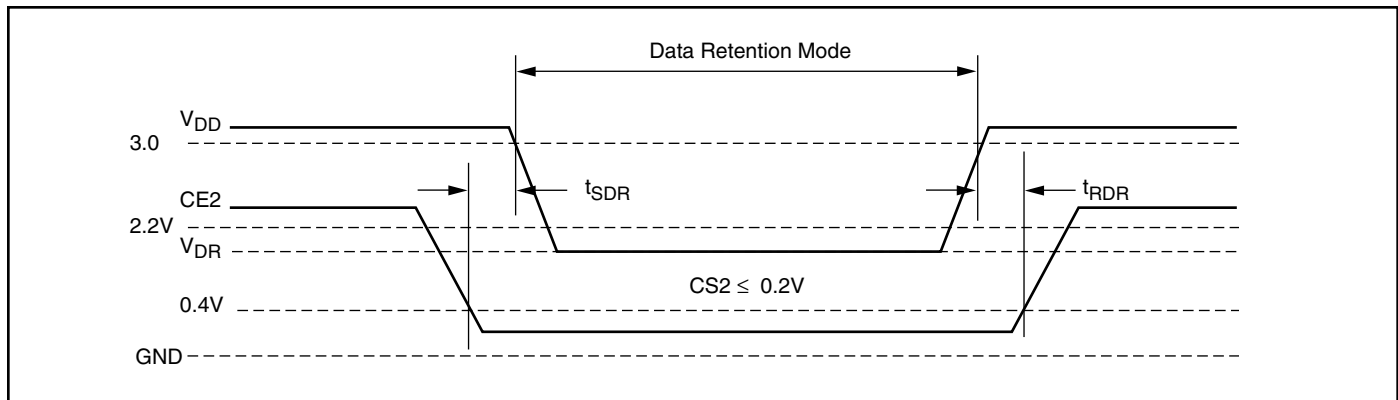 Data Retention Mode
VDD
3.0
tSDR
tRDR
CE2
2.2V
VDR
CS2 ≤ 0.2V
0.4V
GND